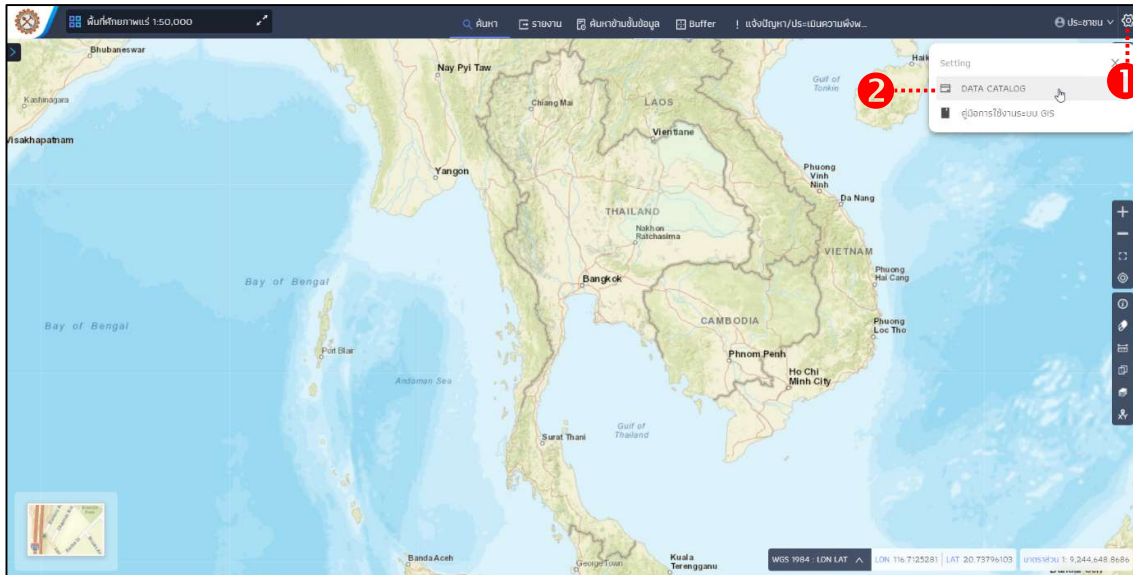 พื้นที่ศักยภาพแร่ 1:50,000
ค้นหา
รายงาน
ค้นหาข้ามชั้นข้อมูล
Buffer
! แจ้งปัญหา/ประเมินความพึงพ...
ประชาชน
Setting
1
2
DATA CATALOG
คู่มือการใช้งานระบบ GIS
Bhubaneswar
Nay Pyi Taw
Gulf of
Tonkin
Kashinagara
Chiang Mai
LAOS
Visakhapatnam
Vientiane
Yangon
Phuong
Vinh
Ninh
Da Nang
THAILAND
Nakhon
Ratchasima
VIETNAM
Bay of Bengal
Bangkok
Phuong
Hai Cang
Bay of Bengal
CAMBODIA
Phuong
Loc Tho
Port Blair
Phnom Penh
Andaman Sea
Ho Chi
Minh City
Gulf of
Thailand
Surat Thani
Banda Aceh
GeorgeTown
Kuala
Terengganu
WGS 1984 : LON LAT
LON 116.7125281
LAT 20.73796103
มาตราส่วน 1: 9,244,648.8686